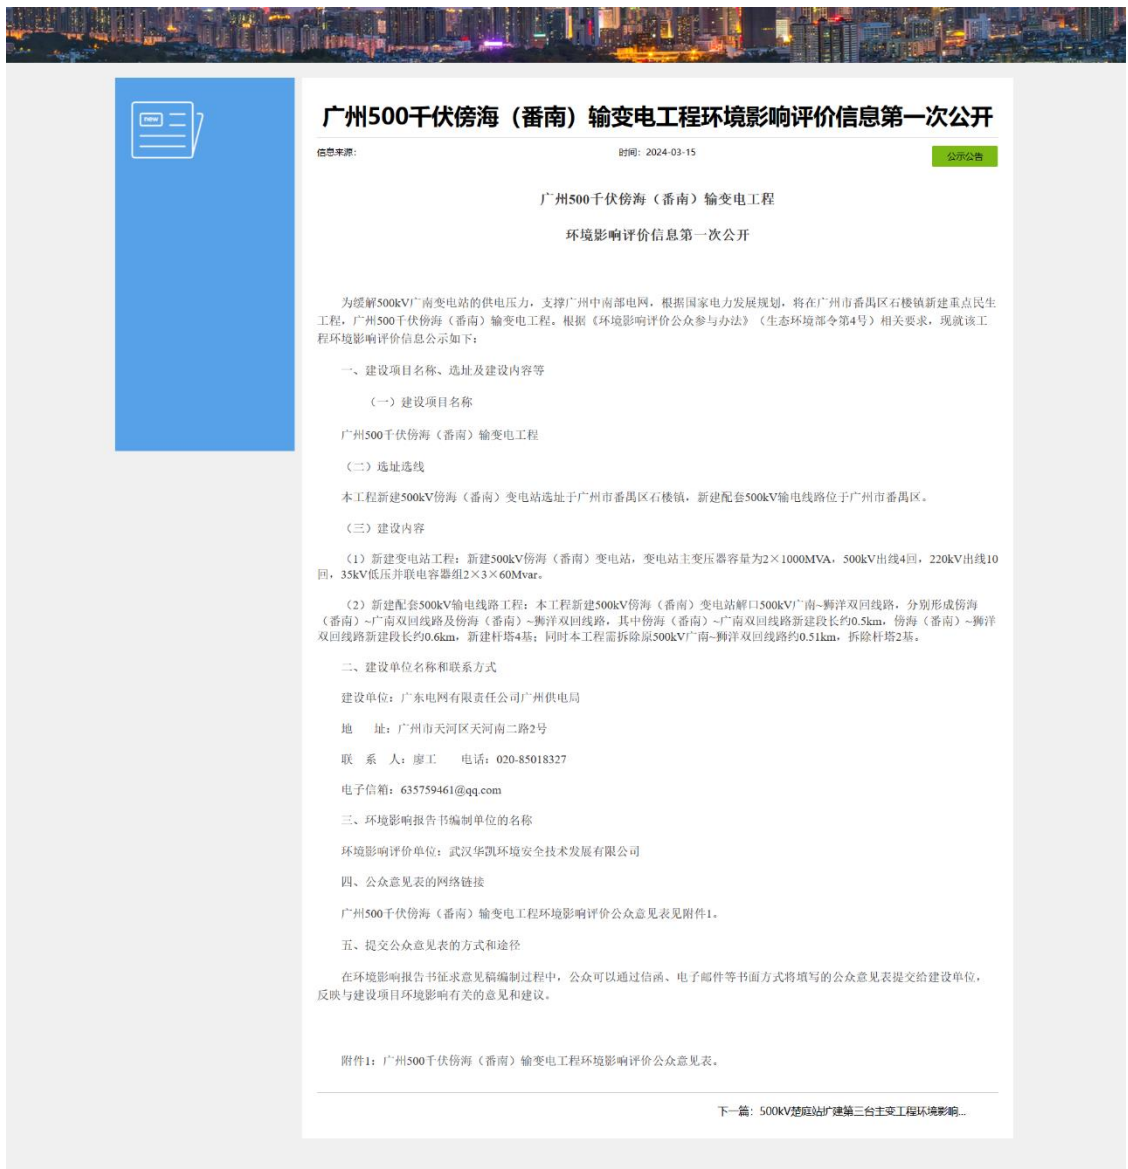 new
广州500千伏傍海（番南）输变电工程环境影响评价信息第一次公开
信息来源： 时间：2024-03-15 公示公告
广州500千伏傍海（番南）输变电工程
环境影响评价信息第一次公开
为缓解500kV广南变电站的供电压力，支撑广州中南部电网，根据国家电力发展规划，将在广州市番禺区石楼镇新建重点民生
工程，广州500千伏傍海（番南）输变电工程。根据《环境影响评价公众参与办法》（生态环境部令第4号）相关要求，现就该工
程环境影响评价信息公示如下：
一、建设项目名称、选址及建设内容等
（一）建设项目名称
广州500千伏傍海（番南）输变电工程
（二）选址选线
本工程新建500kV傍海（番南）变电站选址于广州市番禺区石楼镇，新建配套500kV输电线路位于广州市番禺区。
（三）建设内容
（1）新建变电站工程：新建500kV傍海（番南）变电站，变电站主变压器容量为2×1000MVA，500kV出线4回，220kV出线10
回，35kV低压并联电容器组2×3×60Mvar。
（2）新建配套500kV输电线路工程：本工程新建500kV傍海（番南）变电站解口500kV广南~狮洋双回线路，分别形成傍海
（番南）~广南双回线路及傍海（番南）~狮洋双回线路，其中傍海（番南）~广南双回线路新建段长约0.5km，傍海（番南）~狮洋
双回线路新建段长约0.6km，新建杆塔4基；同时本工程需拆除原500kV广南~狮洋双回线路约0.51km，拆除杆塔2基。
二、建设单位名称和联系方式
建设单位：广东电网有限责任公司广州供电局
地 址：广州市天河区天河南二路2号
联 系 人：廖工 电话：020-85018327
电子信箱：635759461@qq.com
三、环境影响报告书编制单位的名称
环境影响评价单位：武汉华凯环境安全技术发展有限公司
四、公众意见表的网络链接
广州500千伏傍海（番南）输变电工程环境影响评价公众意见表见附件1。
五、提交公众意见表的方式和途径
在环境影响报告书征求意见稿编制过程中，公众可以通过信函、电子邮件等书面方式将填写的公众意见表提交给建设单位，
反映与建设项目环境影响有关的意见和建议。
附件1：广州500千伏傍海（番南）输变电工程环境影响评价公众意见表。
下一篇：500kV楚庭站扩建第三台主变工程环境影响...